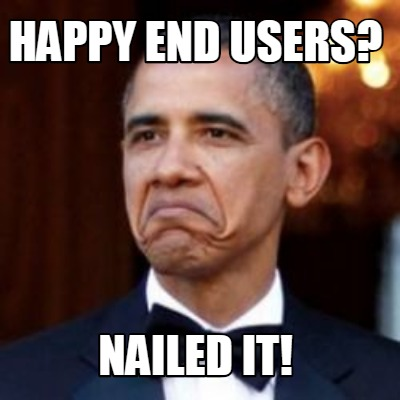 HAPPY END USERS?
NAILED IT!